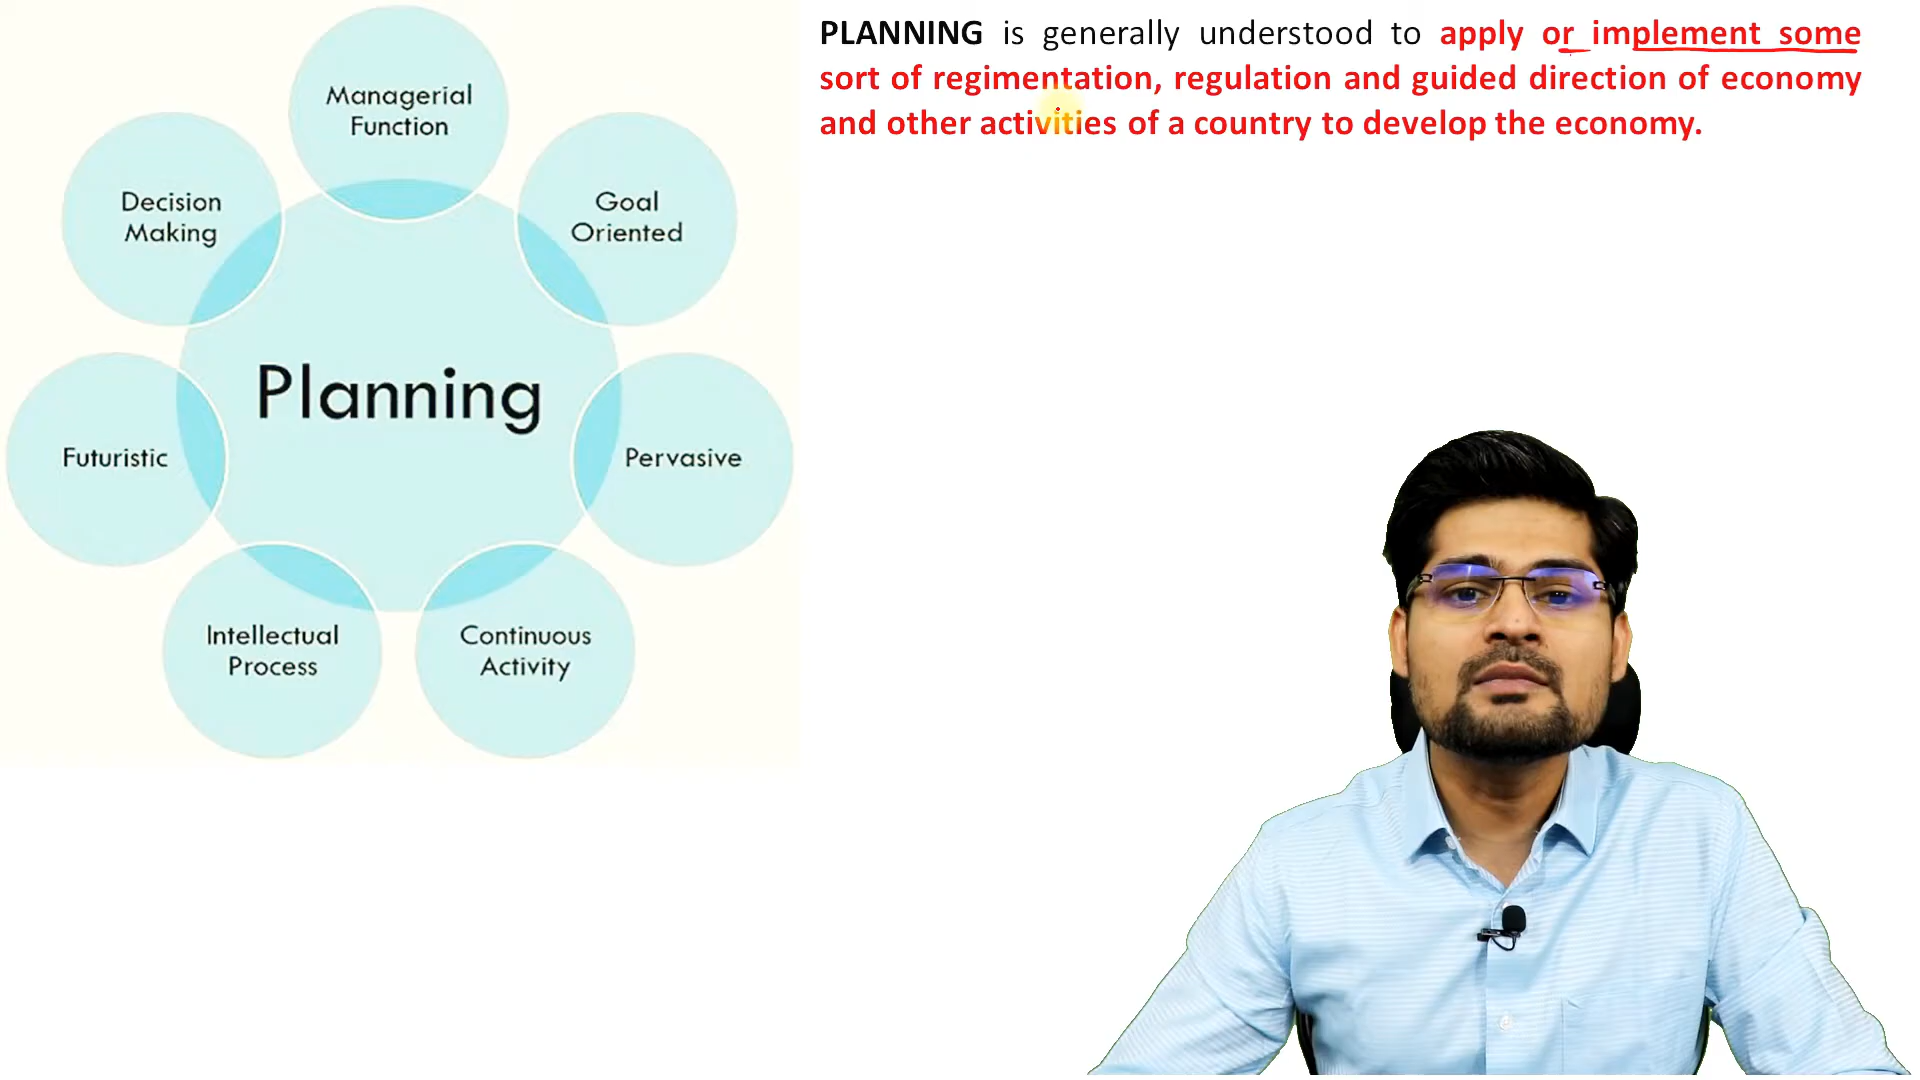 PLANNING is generally understood to apply or implement some
sort of regimentation, regulation and guided direction of economy
and other activities of a country to develop the economy.
Managerial
Function
Decision
Making
Goal
Oriented
Planning
Futuristic
Pervasive
Intellectual
Process
Continuous
Activity